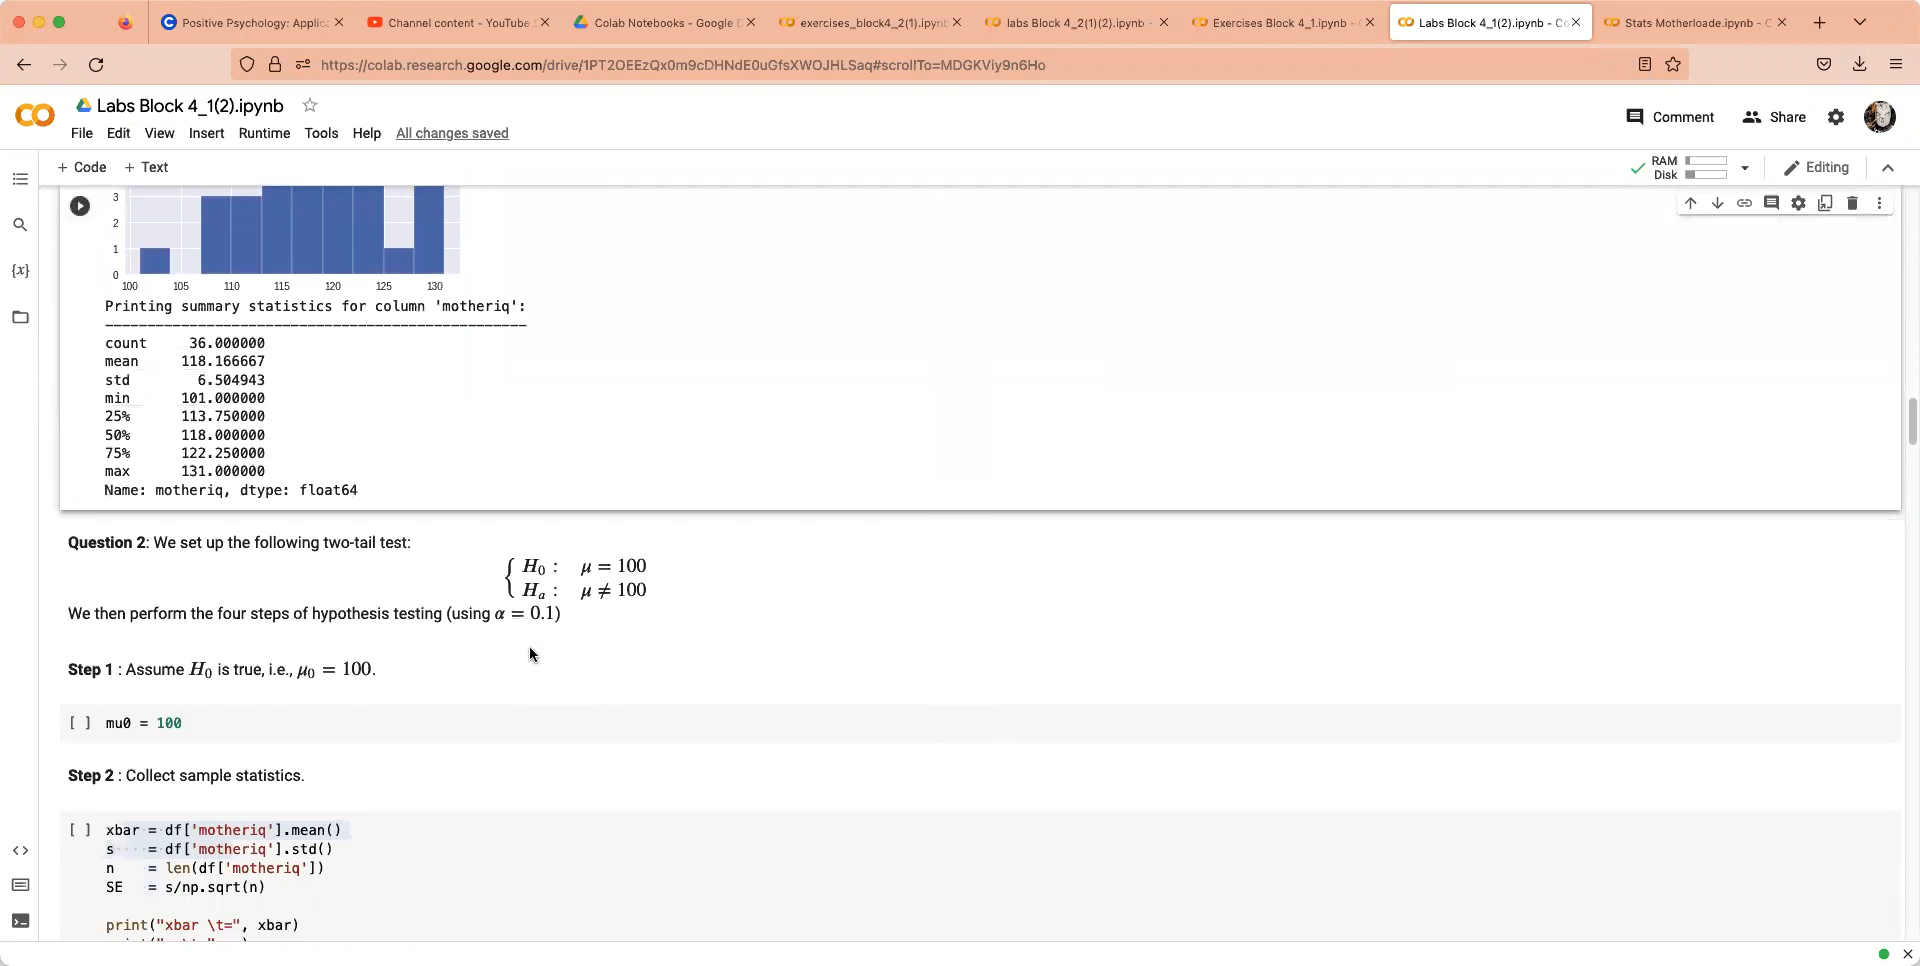 Positive Psychology: Applic
Channel content - YouTube
Colab Notebooks - Google D
exercises_block4_2(1).ipynb
labs Block 4_2(1)(2).ipynb -
Exercises Block 4_1.ipynb -
Labs Block 4_1(2).ipynb - Co
Stats Motherloade.ipynb - C
https://colab.research.google.com/drive/1PT2OEEzQx0m9cDHNdE0uGfsXWOJHLSaq#scrollTo=MDGKViy9n6Ho
Labs Block 4_1(2).ipynb
Comment
Share
File Edit View Insert Runtime Tools Help All changes saved
+ Code + Text
RAM
Disk
Editing
3
2
1
0
100 105 110 115 120 125 130
Printing summary statistics for column 'motheriq':
--------------------------------------------------
count 36.000000
mean 118.166667
std 6.504943
min 101.000000
25% 113.750000
50% 118.000000
75% 122.250000
max 131.000000
Name: motheriq, dtype: float64
Question 2: We set up the following two-tail test:
{ H₀ : μ = 100
Hₐ : μ ≠ 100
We then perform the four steps of hypothesis testing (using α = 0.1)
Step 1 : Assume H₀ is true, i.e., μ₀ = 100.
[ ] mu0 = 100
Step 2 : Collect sample statistics.
[ ] xbar = df['motheriq'].mean()
s = df['motheriq'].std()
n = len(df['motheriq'])
SE = s/np.sqrt(n)
print("xbar \t=", xbar)